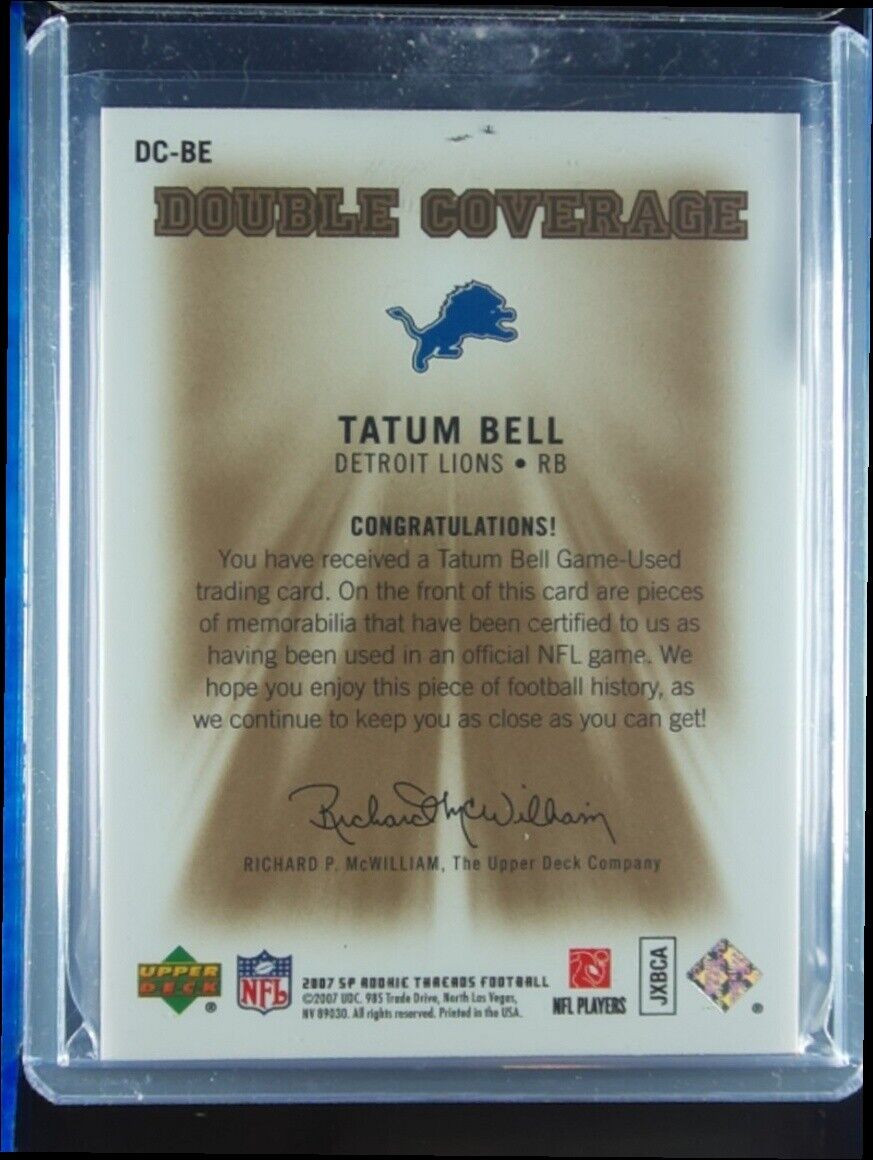 DC-BE
DOUBLE COVERAGE
TATUM BELL
DETROIT LIONS • RB
CONGRATULATIONS!
You have received a Tatum Bell Game-Used
trading card. On the front of this card are pieces
of memorabilia that have been certified to us as
having been used in an official NFL game. We
hope you enjoy this piece of football history, as
we continue to keep you as close as you can get!
Richard McWilliam
RICHARD P. McWILLIAM, The Upper Deck Company
UPPER
DECK
®
NFL
2007 SP ROOKIE THREADS FOOTBALL
©2007 UDC. 985 Trade Drive, North Las Vegas,
NV 89030. All rights reserved. Printed in the USA.
NFL PLAYERS
JXBCA
®